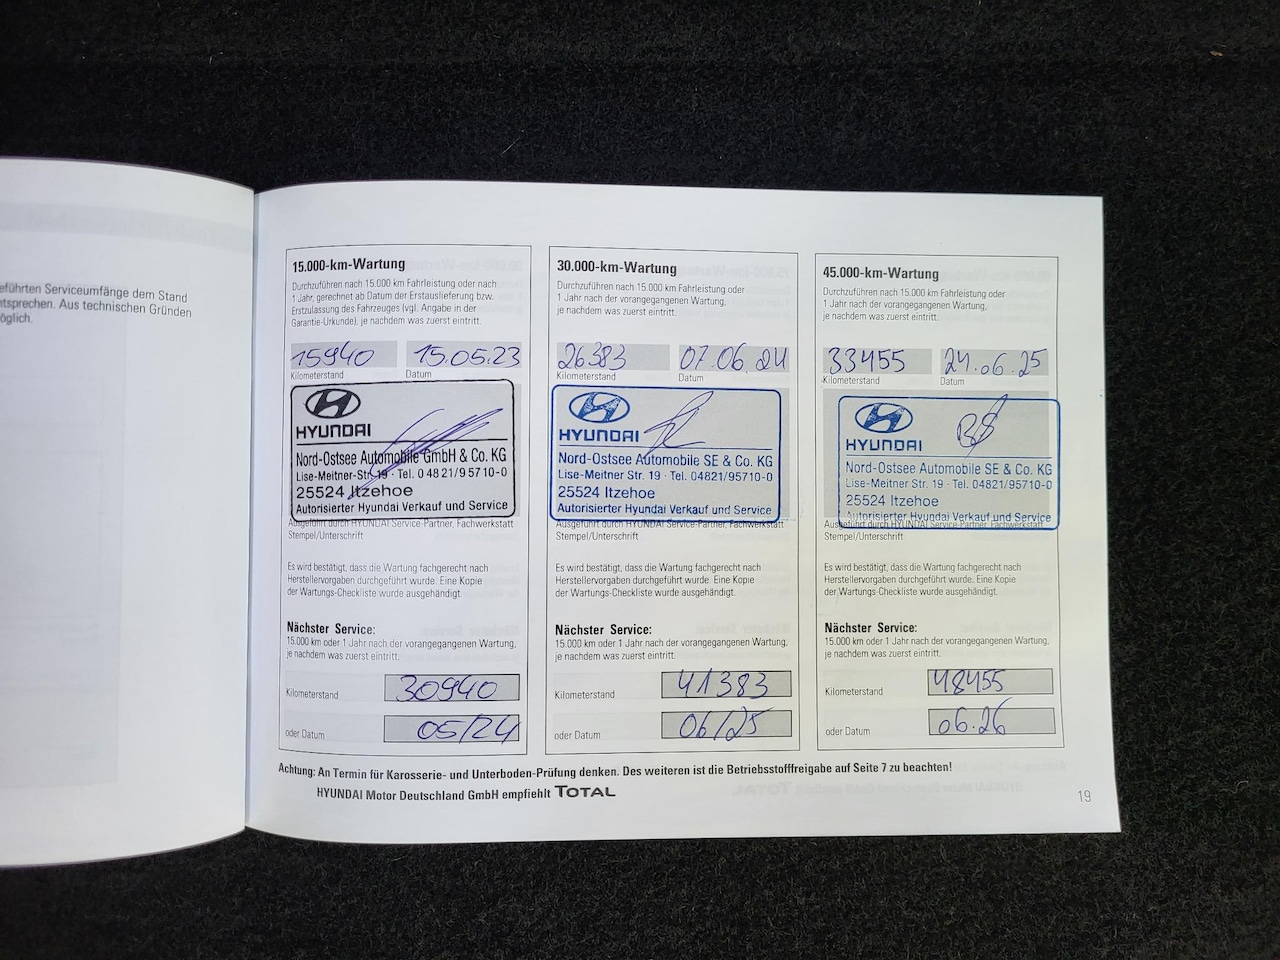 eführten Serviceumfänge dem Stand
ntsprechen. Aus technischen Gründen
öglich.
15.000-km-Wartung
Durchzuführen nach 15.000 km Fahrleistung oder nach
1 Jahr, gerechnet ab Datum der Erstauslieferung bzw.
Erstzulassung des Fahrzeuges (vgl. Angabe in der
Garantie-Urkunde), je nachdem was zuerst eintritt.
15940 15.05.23
Kilometerstand Datum
HYUNDAI
Nord-Ostsee Automobile GmbH & Co. KG
Lise-Meitner-Str. 19 · Tel. 04821/95710-0
25524 Itzehoe
Autorisierter Hyundai Verkauf und Service
Ausgeführt durch HYUNDAI Service-Partner, Fachwerkstatt
Stempel/Unterschrift
Es wird bestätigt, dass die Wartung fachgerecht nach
Herstellervorgaben durchgeführt wurde. Eine Kopie
der Wartungs-Checkliste wurde ausgehändigt.
Nächster Service:
15.000 km oder 1 Jahr nach der vorangegangenen Wartung,
je nachdem was zuerst eintritt.
Kilometerstand 30940
oder Datum 05/24
30.000-km-Wartung
Durchzuführen nach 15.000 km Fahrleistung oder
1 Jahr nach der vorangegangenen Wartung,
je nachdem was zuerst eintritt.
26383 07.06.24
Kilometerstand Datum
HYUNDAI
Nord-Ostsee Automobile SE & Co. KG
Lise-Meitner Str. 19 · Tel. 04821/95710-0
25524 Itzehoe
Autorisierter Hyundai Verkauf und Service
Ausgeführt durch HYUNDAI Service-Partner, Fachwerkstatt
Stempel/Unterschrift
Es wird bestätigt, dass die Wartung fachgerecht nach
Herstellervorgaben durchgeführt wurde. Eine Kopie
der Wartungs-Checkliste wurde ausgehändigt.
Nächster Service:
15.000 km oder 1 Jahr nach der vorangegangenen Wartung,
je nachdem was zuerst eintritt.
Kilometerstand 41383
oder Datum 06/25
45.000-km-Wartung
Durchzuführen nach 15.000 km Fahrleistung oder
1 Jahr nach der vorangegangenen Wartung,
je nachdem was zuerst eintritt.
33455 24.06.25
Kilometerstand Datum
HYUNDAI
Nord-Ostsee Automobile SE & Co. KG
Lise-Meitner Str. 19 · Tel. 04821/95710-0
25524 Itzehoe
Autorisierter Hyundai Verkauf und Service
Ausgeführt durch HYUNDAI Service-Partner, Fachwerkstatt
Stempel/Unterschrift
Es wird bestätigt, dass die Wartung fachgerecht nach
Herstellervorgaben durchgeführt wurde. Eine Kopie
der Wartungs-Checkliste wurde ausgehändigt.
Nächster Service:
15.000 km oder 1 Jahr nach der vorangegangenen Wartung,
je nachdem was zuerst eintritt.
Kilometerstand 48455
oder Datum 06.26
Achtung: An Termin für Karosserie- und Unterboden-Prüfung denken. Des weiteren ist die Betriebsstofffreigabe auf Seite 7 zu beachten!
HYUNDAI Motor Deutschland GmbH empfiehlt TOTAL
19